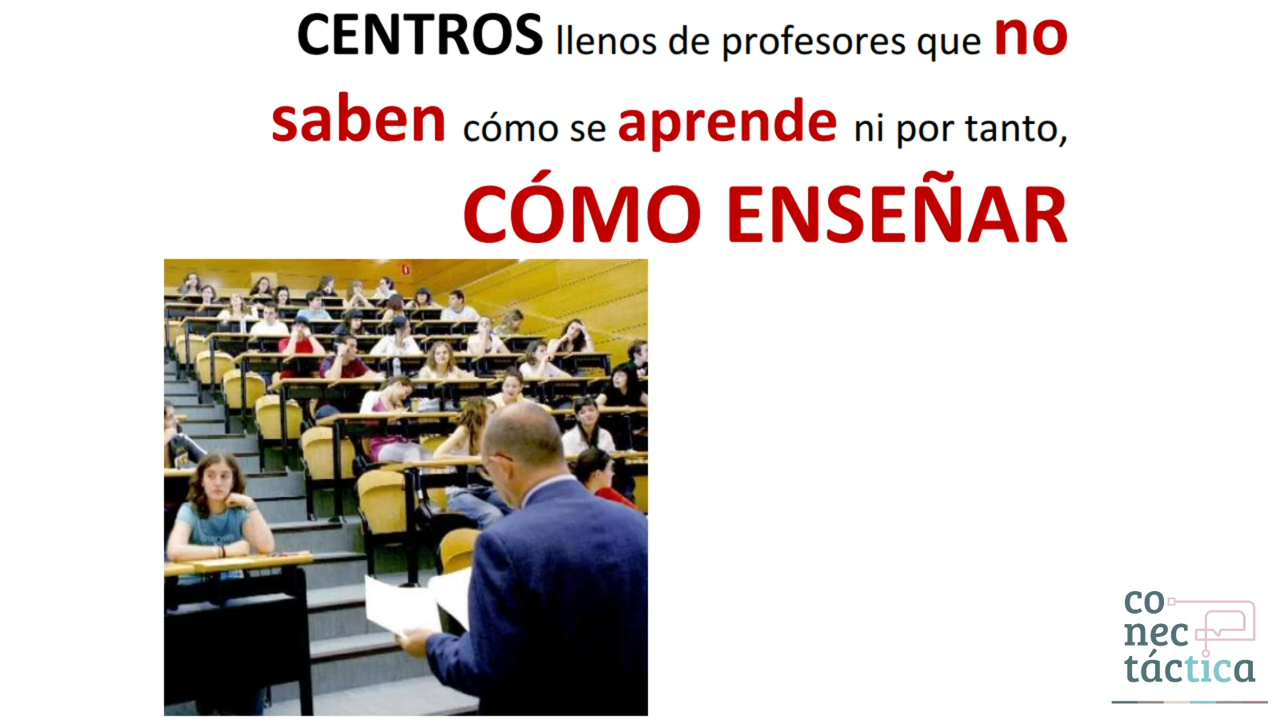 CENTROS llenos de profesores que no
saben cómo se aprende ni por tanto,
CÓMO ENSEÑAR
co
nec
táctica